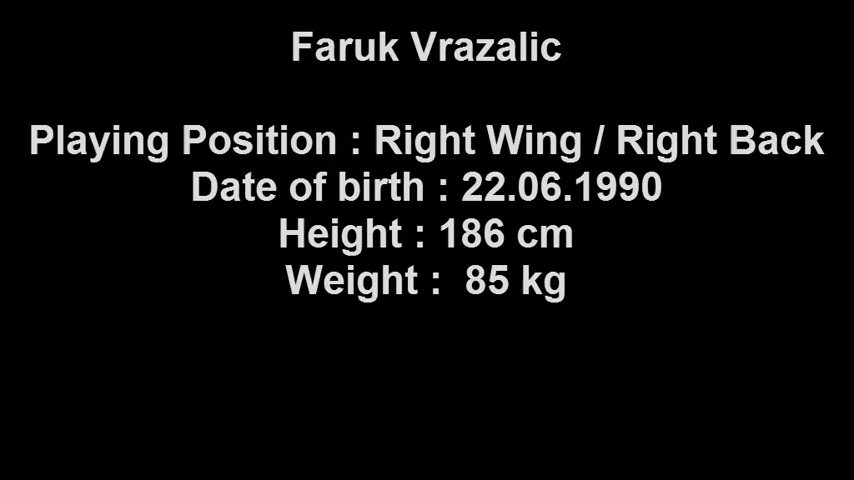 Faruk Vrazalic
Playing Position : Right Wing / Right Back
Date of birth : 22.06.1990
Height : 186 cm
Weight :  85 kg